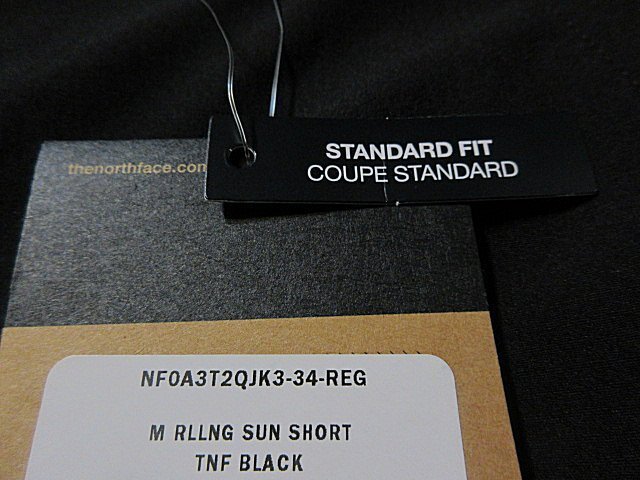 STANDARD FIT
COUPE STANDARD
thenorthface.com
NF0A3T2QJK3-34-REG
M RLLNG SUN SHORT
TNF BLACK